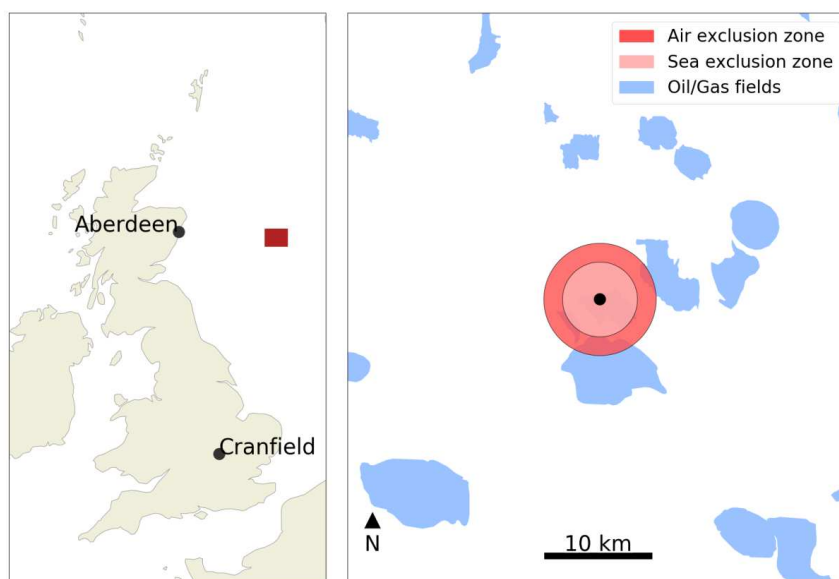 Aberdeen
Cranfield
Air exclusion zone
Sea exclusion zone
Oil/Gas fields
N
10 km